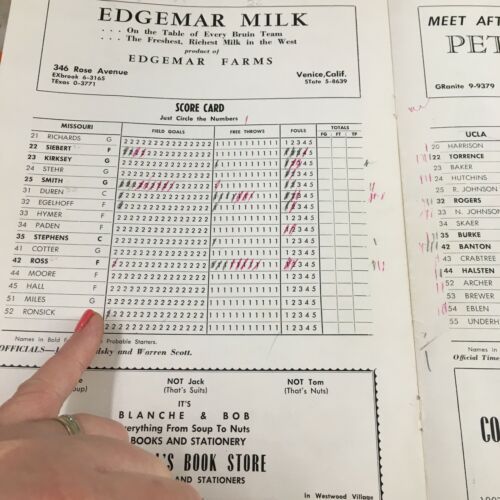 EDGEMAR MILK
. . . On the Table of Every Bruin Team
. . . The Freshest, Richest Milk in the West
product of
EDGEMAR FARMS
346 Rose Avenue
EXbrook 6-3165
TExas 0-3771
Venice, Calif.
STate 5-8639
SCORE CARD
Just Circle the Numbers
MISSOURI FIELD GOALS FREE THROWS FOULS TOTALS
FG FT TP
21 RICHARDS G
22 SIEBERT F
23 KIRKSEY G
24 STEHR G
25 SMITH G
31 DUREN C
32 EGELHOFF F
33 HYMER F
34 PADEN F
35 STEPHENS C
41 COTTER G
42 ROSS F
44 MOORE F
45 HALL F
51 MILES G
52 RONSICK
Names in Bold Probable Starters.
OFFICIALS— and Warren Scott.
NOT Jack
(That's Suits)
NOT Tom
(That's Nuts)
IT'S
BLANCHE & BOB
Everything From Soup To Nuts
BOOKS AND STATIONERY
'S BOOK STORE
BOOKS AND STATIONERY
in Westwood Village
MEET AFT
PET
GRanite 9-9379
UCLA
20 HARRISON
22 TORRENCE
23 BAKER
24 HUTCHINS
25 R. JOHNSON
32 ROGERS
33 N. JOHNSON
34 SKAER
35 BURKE
42 BANTON
43 CRABTREE
44 HALSTEN
52 ARCHER
53 BREWER
54 EBLEN
55 UNDERH
Names in
Official Time
CO